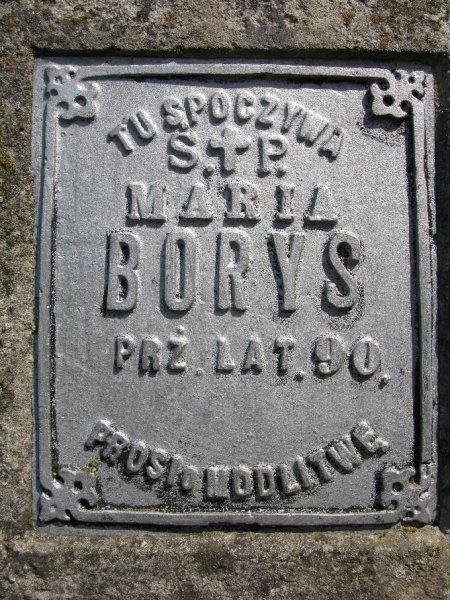 TU SPOCZYWA
Ś.✝P.
MARIA
BORYS
PRŻ. LAT. 90,
PROSI O MODLITWĘ